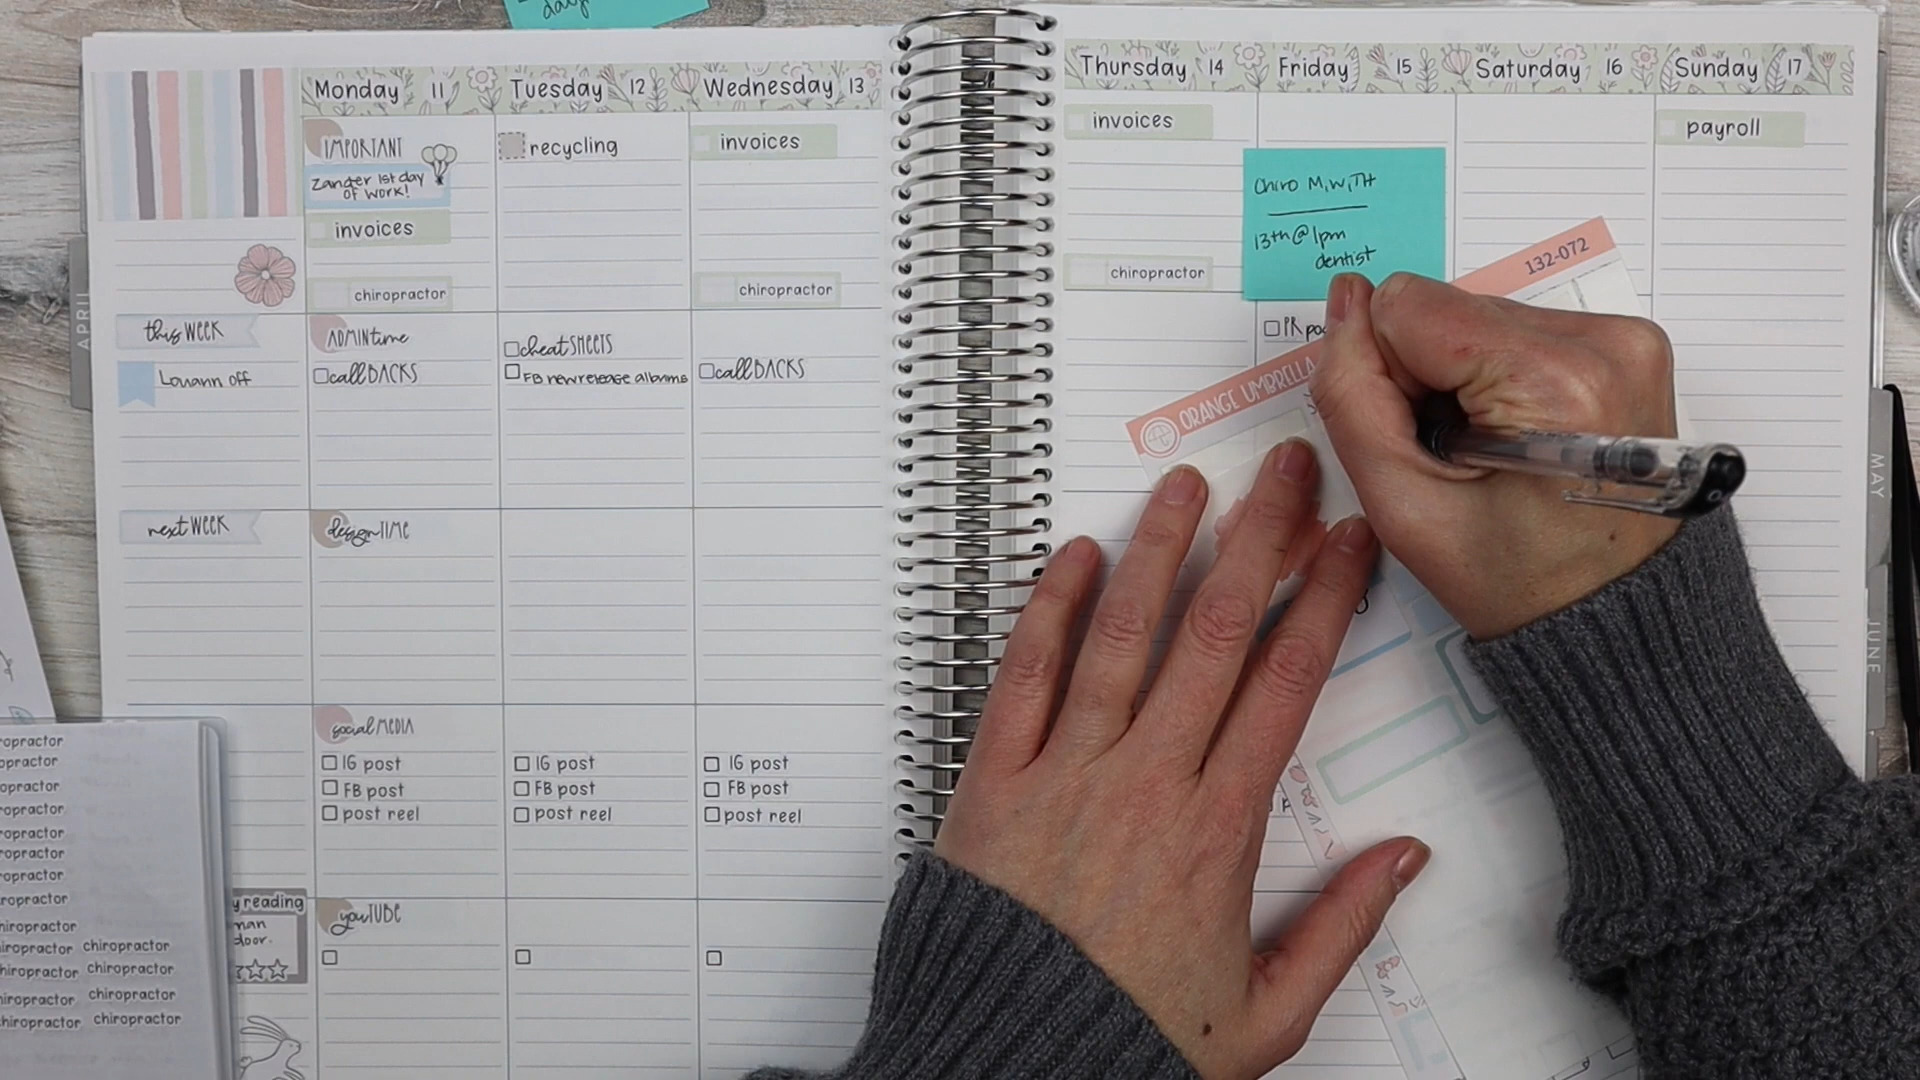 day
Monday 11
Tuesday 12
Wednesday 13
Thursday 14
Friday 15
Saturday 16
Sunday 17
IMPORTANT
Zander 1st day
of work!
invoices
chiropractor
recycling
invoices
chiropractor
invoices
chiropractor
Chiro M, W, TH
13th @ 1pm
dentist
payroll
this WEEK
Louann off
ADMIN time
call BACKS
cheat SHEETS
FB new release albums
call BACKS
PR
132-072
ORANGE UMBRELLA
next WEEK
design TIME
social MEDIA
IG post
FB post
post reel
IG post
FB post
post reel
IG post
FB post
post reel
reading
door.
youTUBE
chiropractor
chiropractor
chiropractor
chiropractor
APRIL
MAY
JUNE